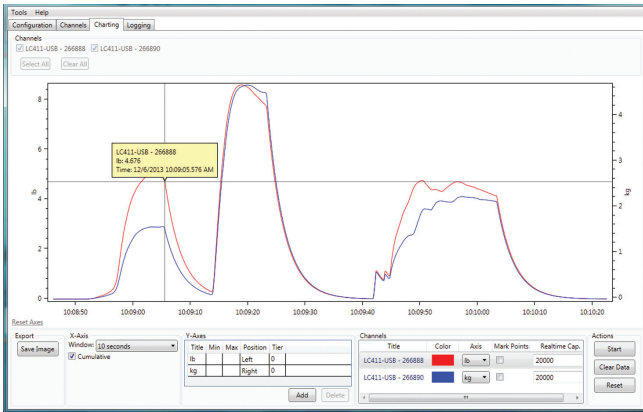 Tools Help
Configuration Channels Charting Logging
Channels
LC411-USB - 266888 LC411-USB - 266890
Select All Clear All
8
6
4
2
0
lb
LC411-USB - 266888
lb: 4.676
Time: 12/6/2013 10:09:05.576 AM
4
3
2
1
0
kg
10:08:50 10:09:00 10:09:10 10:09:20 10:09:30 10:09:40 10:09:50 10:10:00 10:10:10 10:10:20
Reset Axes
Export
Save Image
X-Axis
Window: 10 seconds
Cumulative
Y-Axes
Title Min Max Position Tier
lb Left 0
kg Right 0
Add Delete
Channels
Title Color Axis Mark Points Realtime Cap.
LC411-USB - 266888 lb 20000
LC411-USB - 266890 kg 20000
Actions
Start
Clear Data
Reset